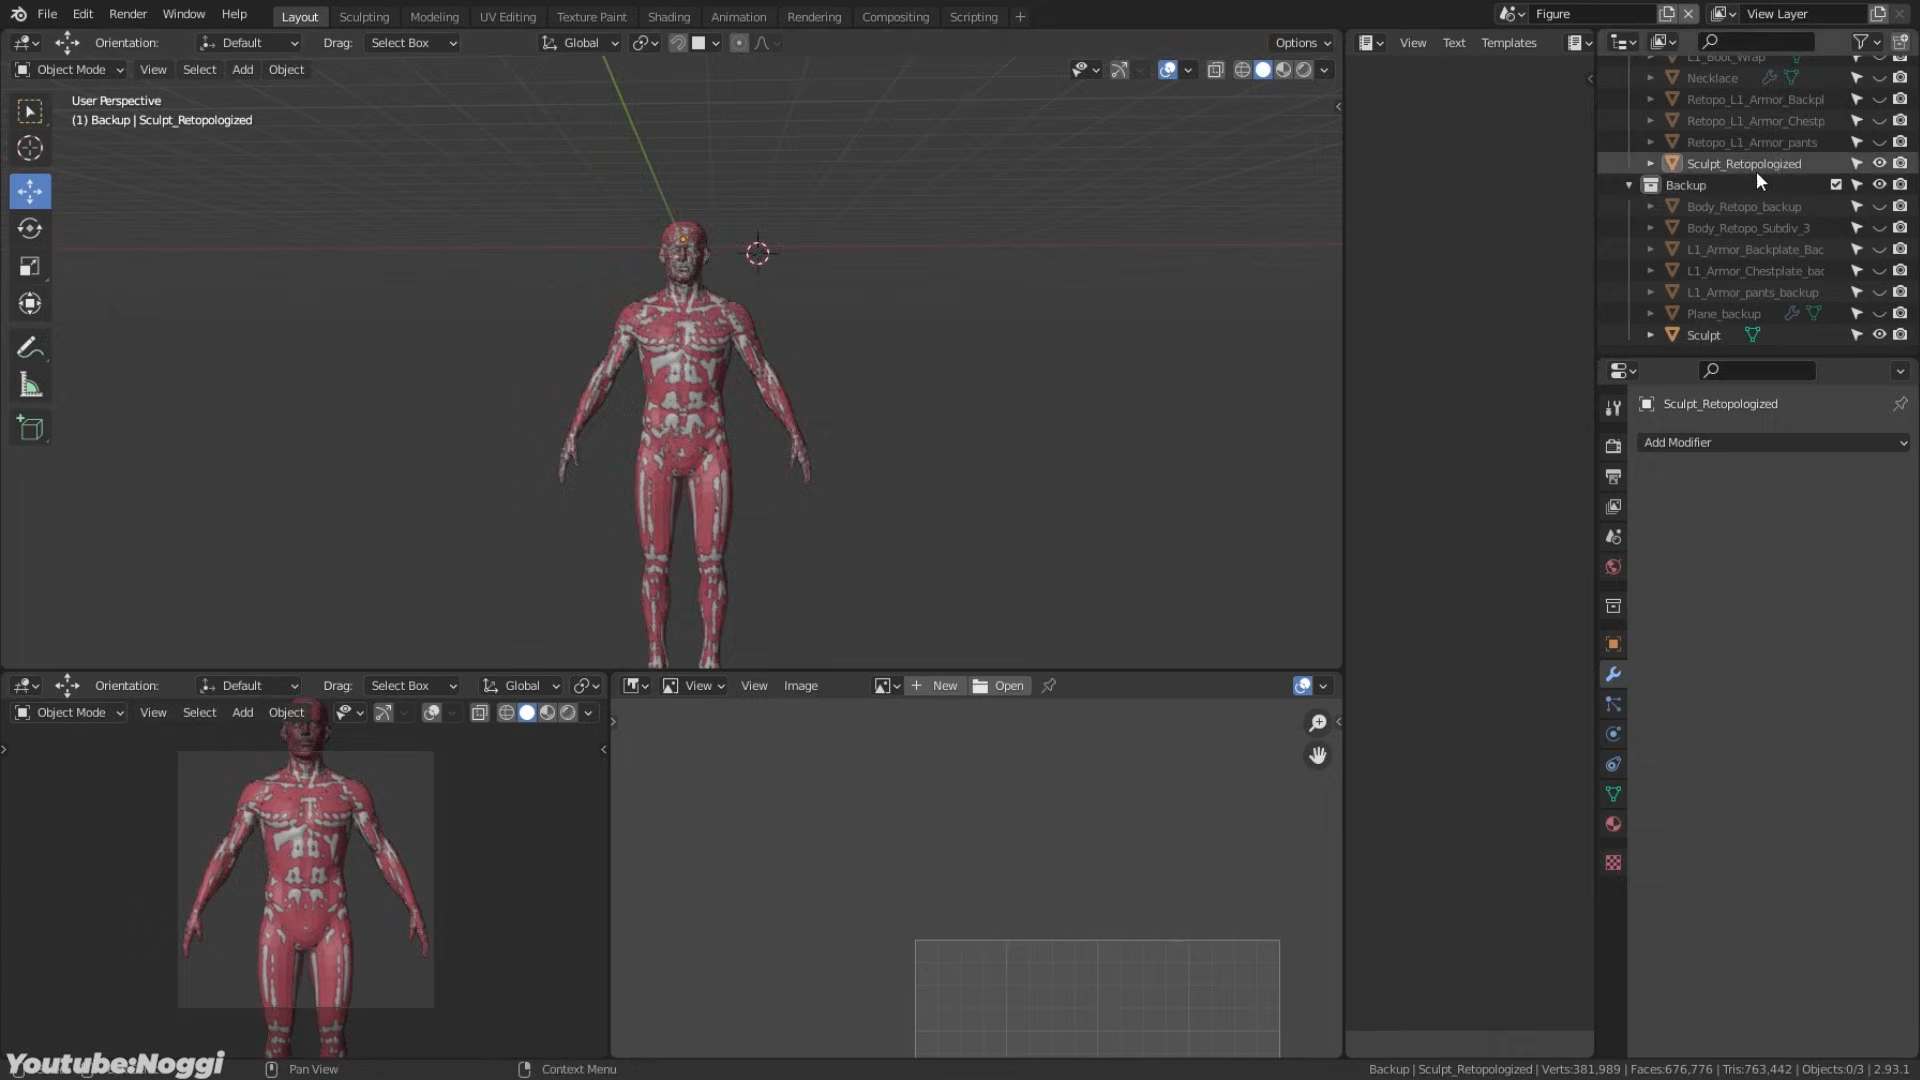 File Edit Render Window Help Layout Sculpting Modeling UV Editing Texture Paint Shading Animation Rendering Compositing Scripting + Figure View Layer
Orientation: Default Drag: Select Box Global Options View Text Templates
Object Mode View Select Add Object
User Perspective
(1) Backup | Sculpt_Retopologized
L1_Boot_Wrap
Necklace
Retopo_L1_Armor_Backpl
Retopo_L1_Armor_Chestp
Retopo_L1_Armor_pants
Sculpt_Retopologized
Backup
Body_Retopo_backup
Body_Retopo_Subdiv_3
L1_Armor_Backplate_Bac
L1_Armor_Chestplate_bac
L1_Armor_pants_backup
Plane_backup
Sculpt
Sculpt_Retopologized
Add Modifier
Orientation: Default Drag: Select Box Global
Object Mode View Select Add Object
View View Image + New Open
Youtube:Noggi
Pan View Context Menu Backup | Sculpt_Retopologized | Verts:381,989 | Faces:676,776 | Tris:763,442 | Objects:0/3 | 2.93.1